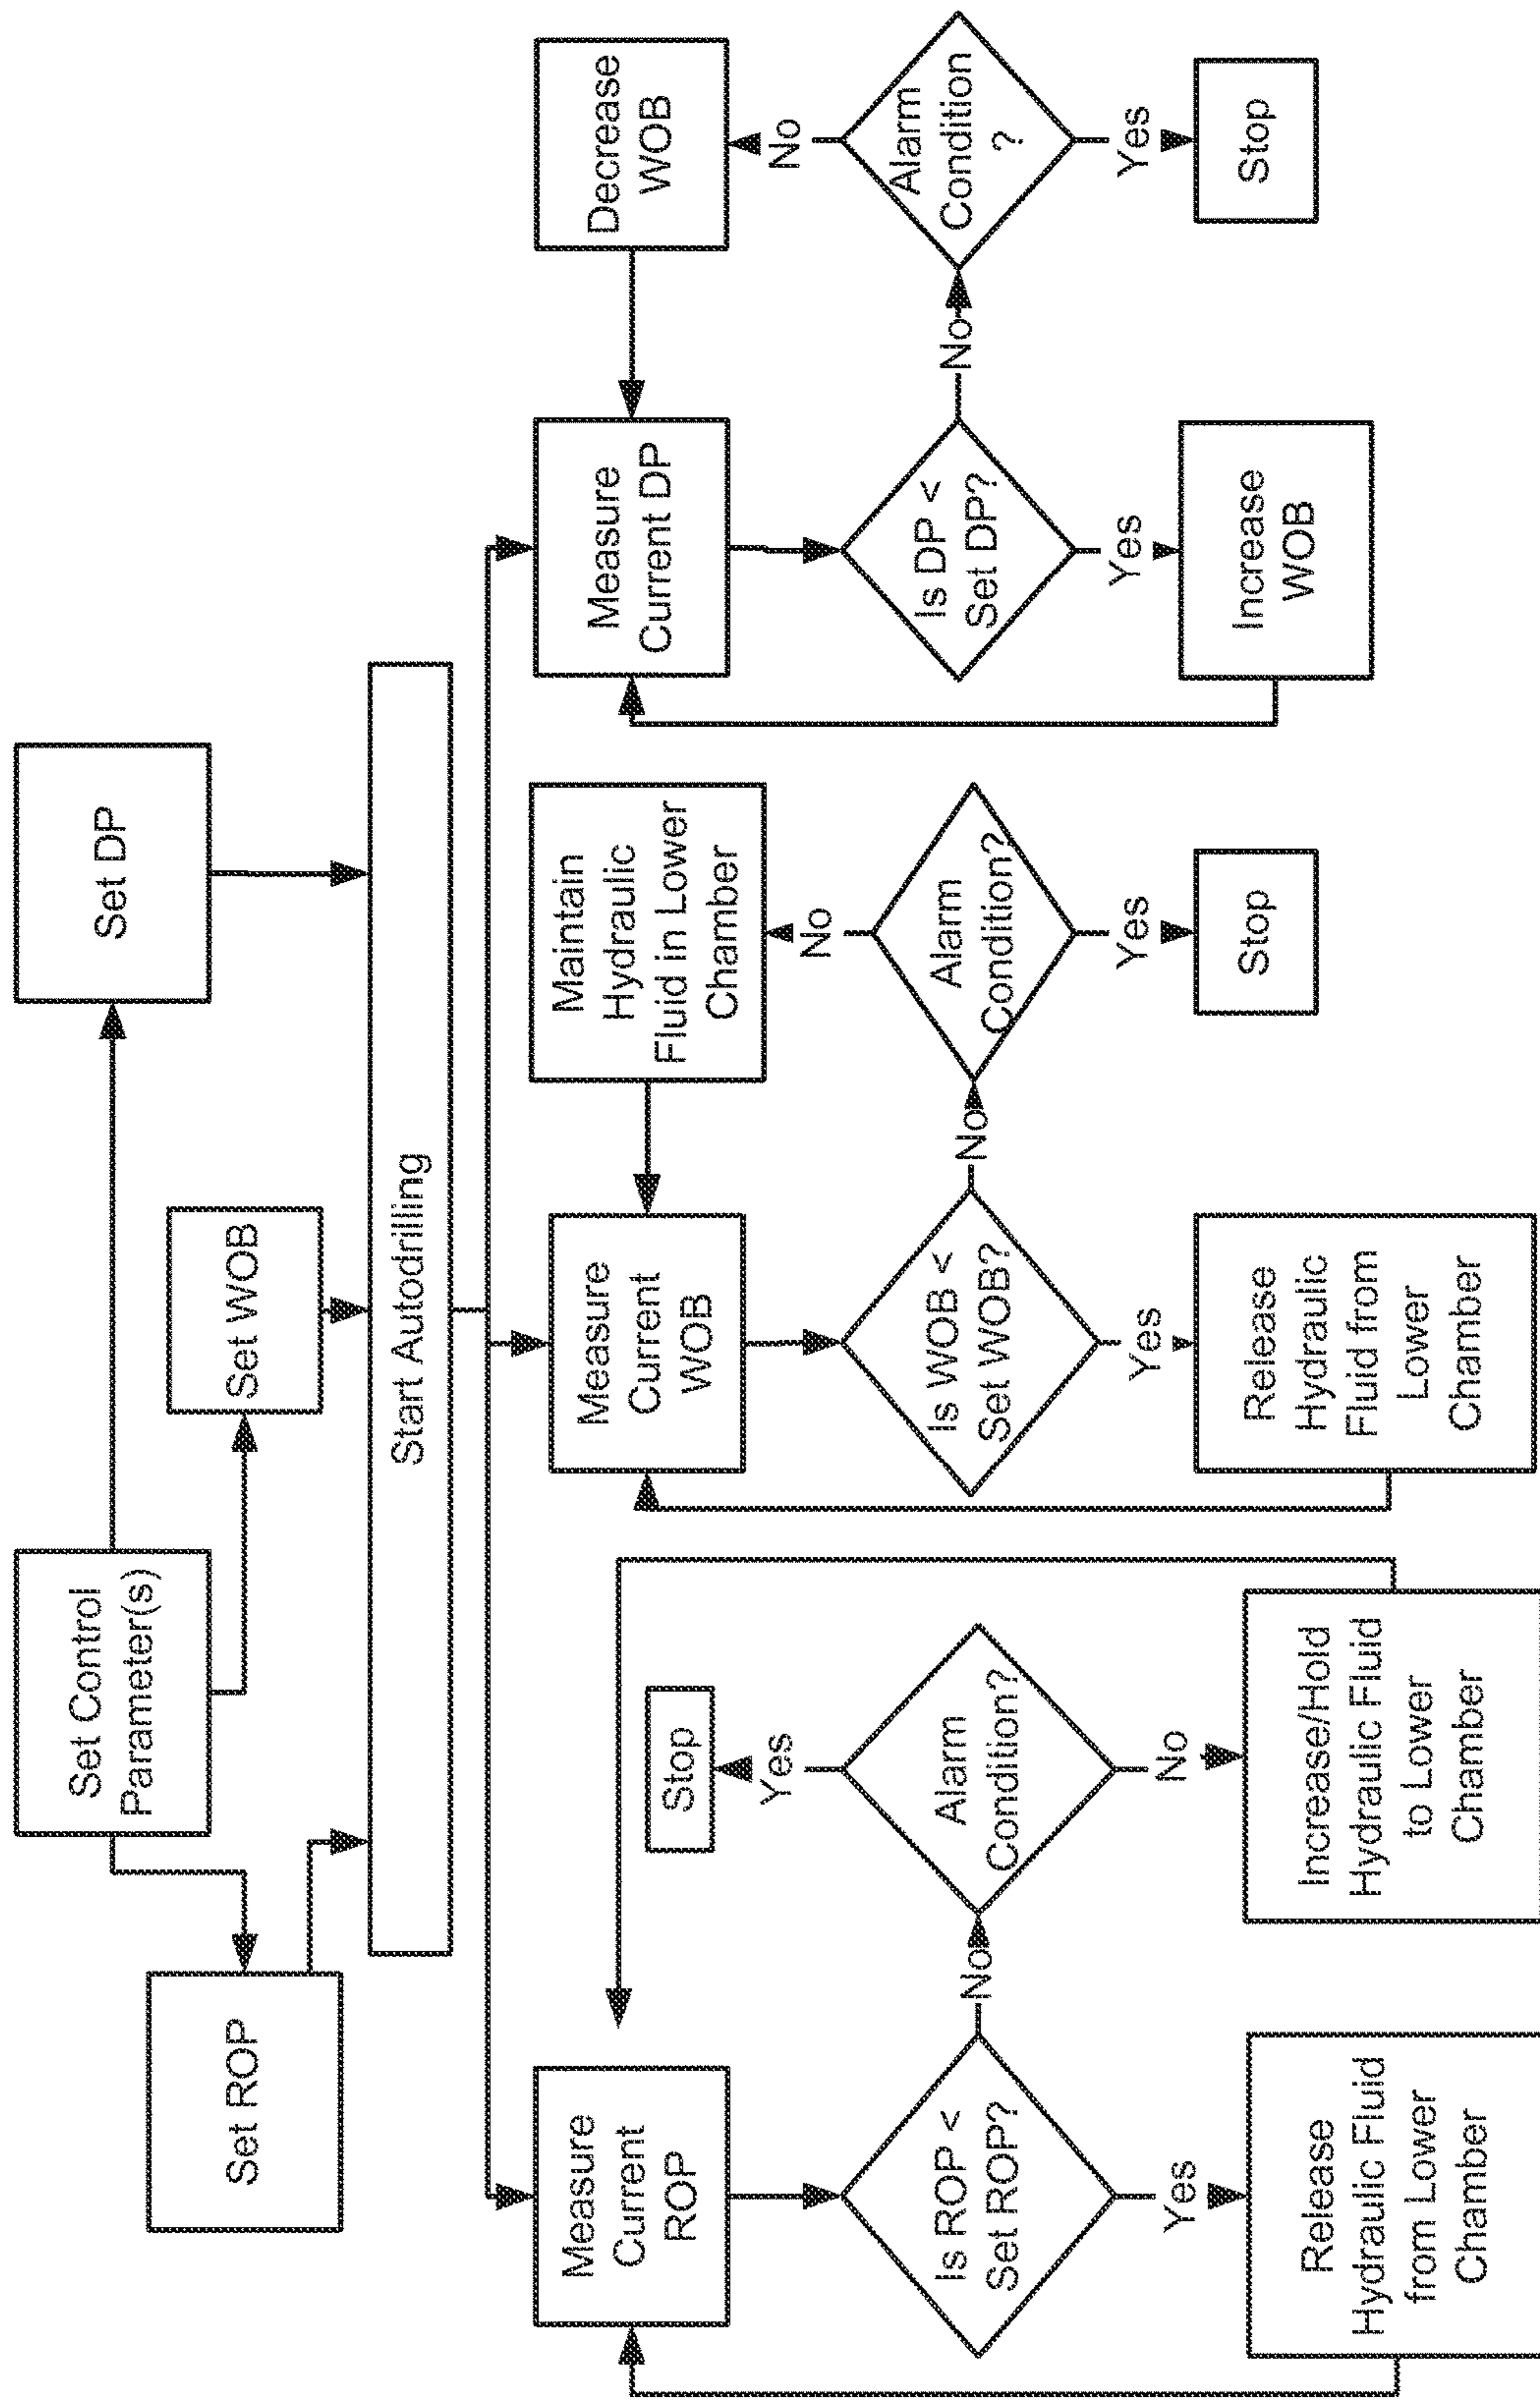 Set Control
Parameter(s)
Set ROP
Set WOB
Set DP
Start Autodrilling
Measure
Current
ROP
Is ROP <
Set ROP?
Yes
Release
Hydraulic Fluid
from Lower
Chamber
No
Alarm
Condition?
Yes
Stop
No
Increase/Hold
Hydraulic Fluid
to Lower
Chamber
Measure
Current
WOB
Is WOB <
Set WOB?
Yes
Release
Hydraulic
Fluid from
Lower
Chamber
No
Alarm
Condition?
No
Maintain
Hydraulic
Fluid in Lower
Chamber
Yes
Stop
Measure
Current DP
Is DP <
Set DP?
Yes
Increase
WOB
No
Alarm
Condition
?
No
Decrease
WOB
Yes
Stop